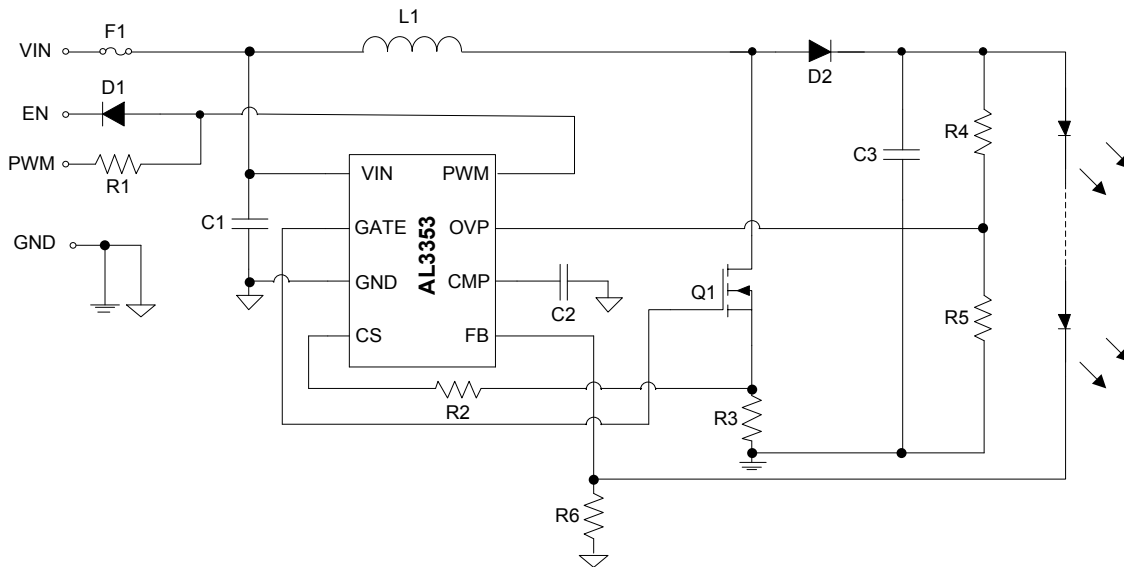 F1
L1
VIN
D2
D1
EN
R4
PWM
C3
R1
VIN PWM
C1
GATE OVP
GND
AL3353
GND CMP
Q1
C2
R5
CS FB
R2
R3
R6